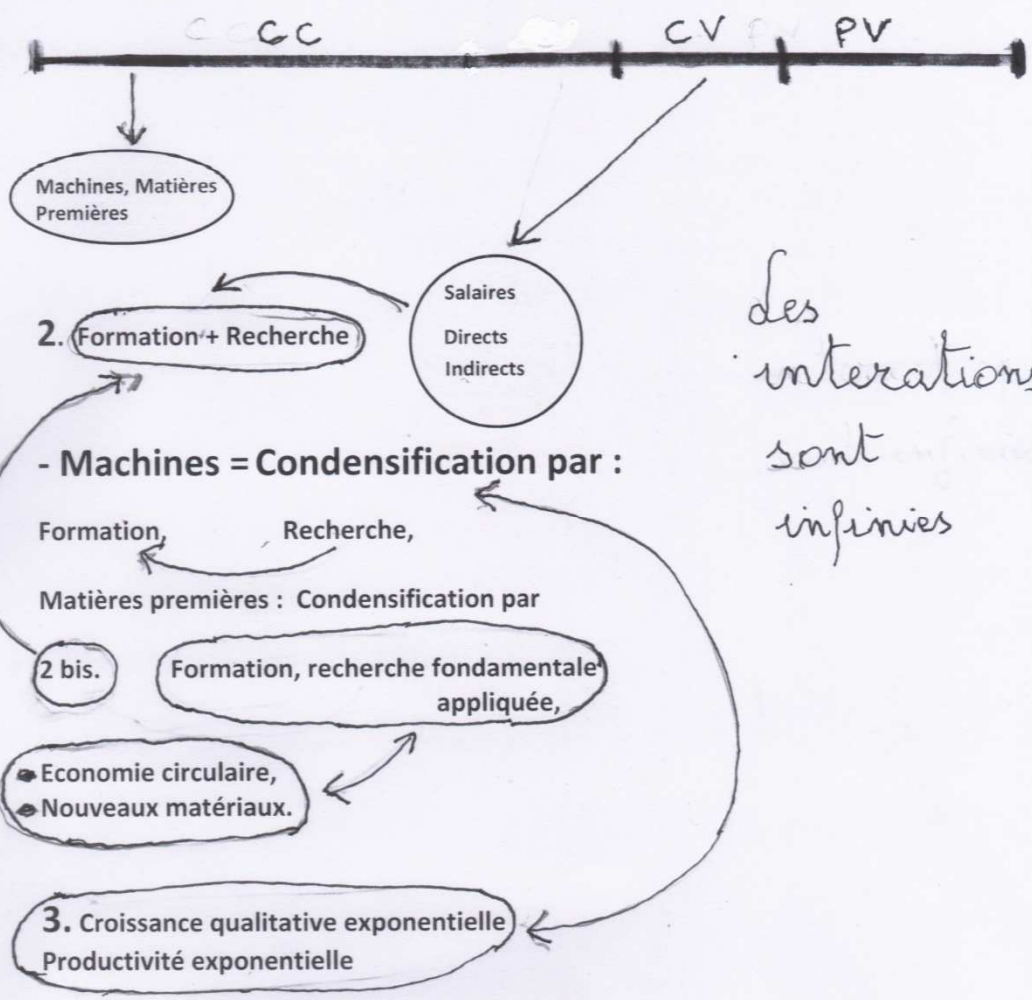 CC CV PV
Machines, Matières
Premières
Salaires
Directs
Indirects
2. Formation + Recherche
des
interations
sont
infinies
- Machines = Condensification par :
Formation, Recherche,
Matières premières : Condensification par
2 bis. Formation, recherche fondamentale
appliquée,
Economie circulaire,
Nouveaux matériaux.
3. Croissance qualitative exponentielle
Productivité exponentielle